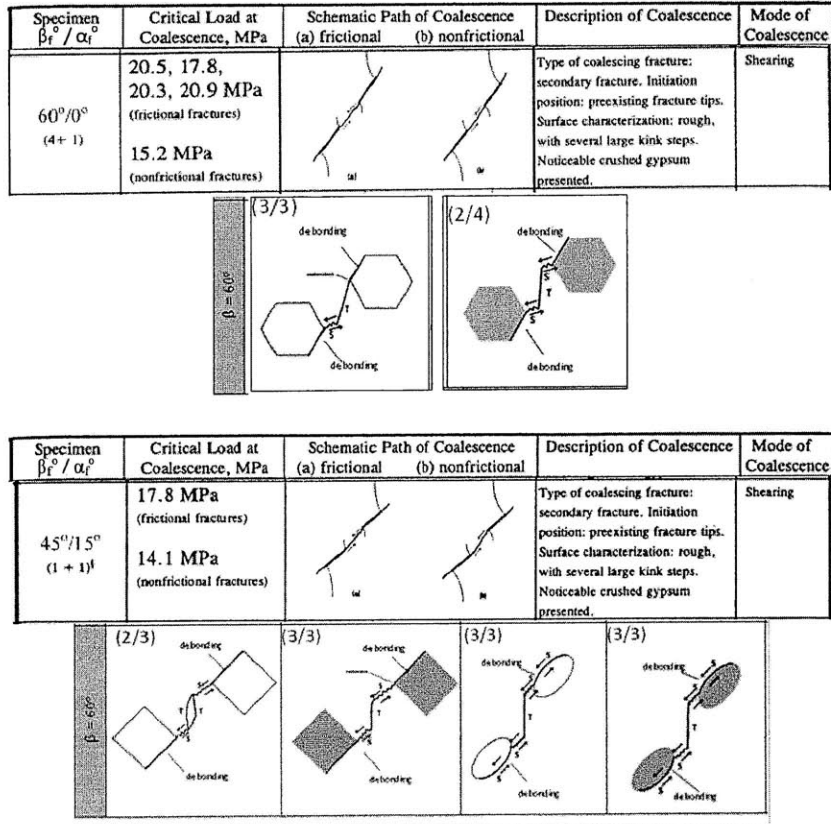 Specimen
βf° / αf°
Critical Load at
Coalescence, MPa
Schematic Path of Coalescence
(a) frictional (b) nonfrictional
Description of Coalescence
Mode of
Coalescence
60°/0°
(4+ 1)
20.5, 17.8,
20.3, 20.9 MPa
(frictional fractures)
15.2 MPa
(nonfrictional fractures)
(a)
Type of coalescing fracture:
secondary fracture. Initiation
position: preexisting fracture tips.
Surface characterization: rough,
with several large kink steps.
Noticeable crushed gypsum
presented.
Shearing
β = 60°
(3/3)
debonding
T
S
debonding
(2/4)
debonding
S
T
S
debonding
Specimen
βf° / αf°
Critical Load at
Coalescence, MPa
Schematic Path of Coalescence
(a) frictional (b) nonfrictional
Description of Coalescence
Mode of
Coalescence
45°/15°
17.8 MPa
(frictional fractures)
14.1 MPa
(nonfrictional fractures)
(a)
Type of coalescing fracture:
secondary fracture. Initiation
position: preexisting fracture tips.
Surface characterization: rough,
with several large kink steps.
Noticeable crushed gypsum
presented.
Shearing
β = 60°
(2/3)
debonding
S
T T
S
debonding
(3/3)
debonding
S
T
S
debonding
(3/3)
debonding
S
S
T
S
S
debonding
(3/3)
debonding
S
S
T
S
S
debonding